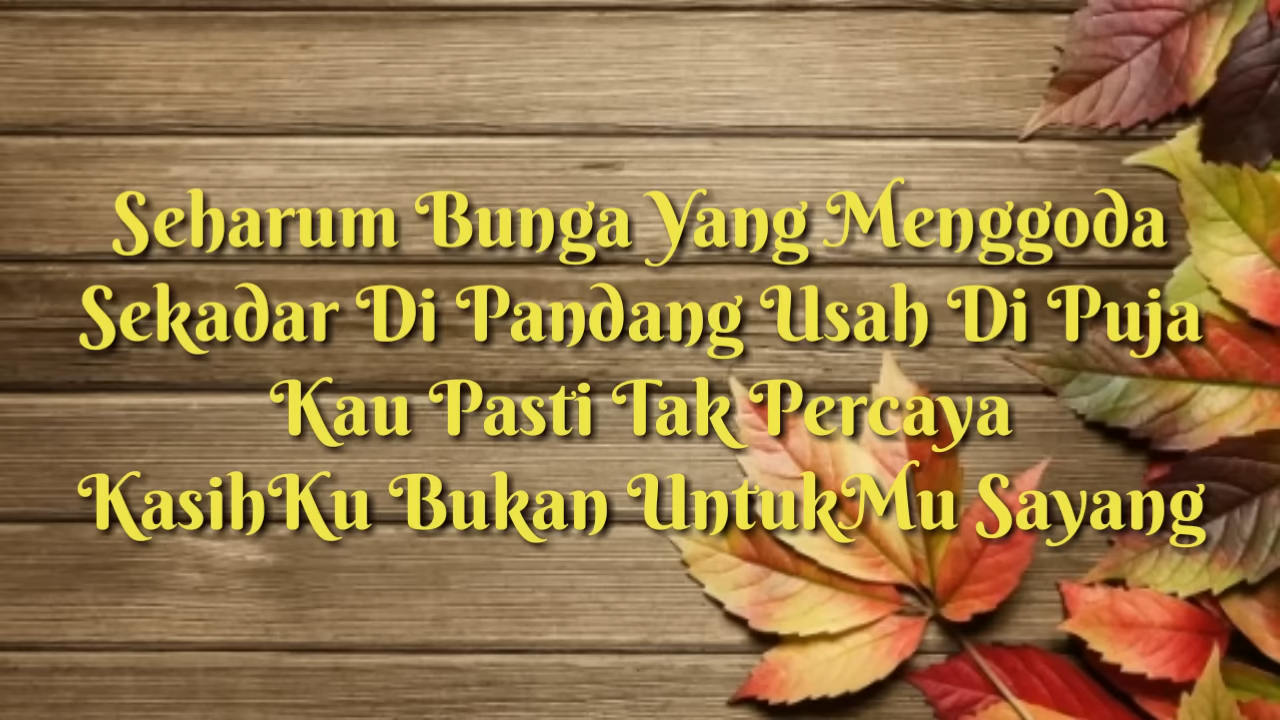 Seharum Bunga Yang Menggoda
Sekadar Di Pandang Usah Di Puja
Kau Pasti Tak Percaya
KasihKu Bukan UntukMu Sayang